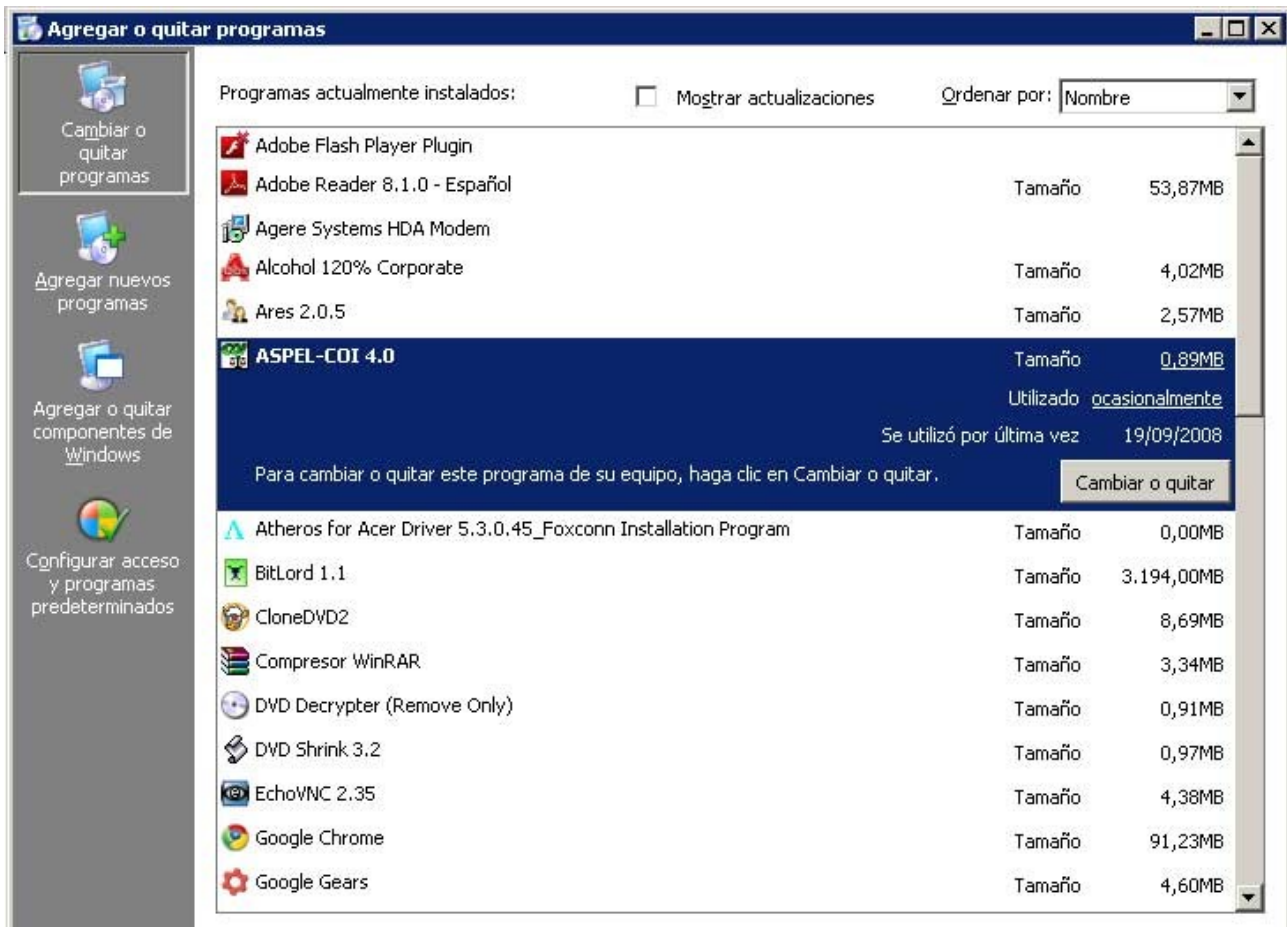 Agregar o quitar programas
Cambiar o
quitar
programas
Agregar nuevos
programas
Agregar o quitar
componentes de
Windows
Configurar acceso
y programas
predeterminados
Programas actualmente instalados:
Mostrar actualizaciones
Ordenar por: Nombre
Adobe Flash Player Plugin
Adobe Reader 8.1.0 - Español Tamaño 53,87MB
Agere Systems HDA Modem
Alcohol 120% Corporate Tamaño 4,02MB
Ares 2.0.5 Tamaño 2,57MB
ASPEL-COI 4.0 Tamaño 0,89MB
Utilizado ocasionalmente
Se utilizó por última vez 19/09/2008
Para cambiar o quitar este programa de su equipo, haga clic en Cambiar o quitar. Cambiar o quitar
Atheros for Acer Driver 5.3.0.45_Foxconn Installation Program Tamaño 0,00MB
BitLord 1.1 Tamaño 3.194,00MB
CloneDVD2 Tamaño 8,69MB
Compresor WinRAR Tamaño 3,34MB
DVD Decrypter (Remove Only) Tamaño 0,91MB
DVD Shrink 3.2 Tamaño 0,97MB
EchoVNC 2.35 Tamaño 4,38MB
Google Chrome Tamaño 91,23MB
Google Gears Tamaño 4,60MB